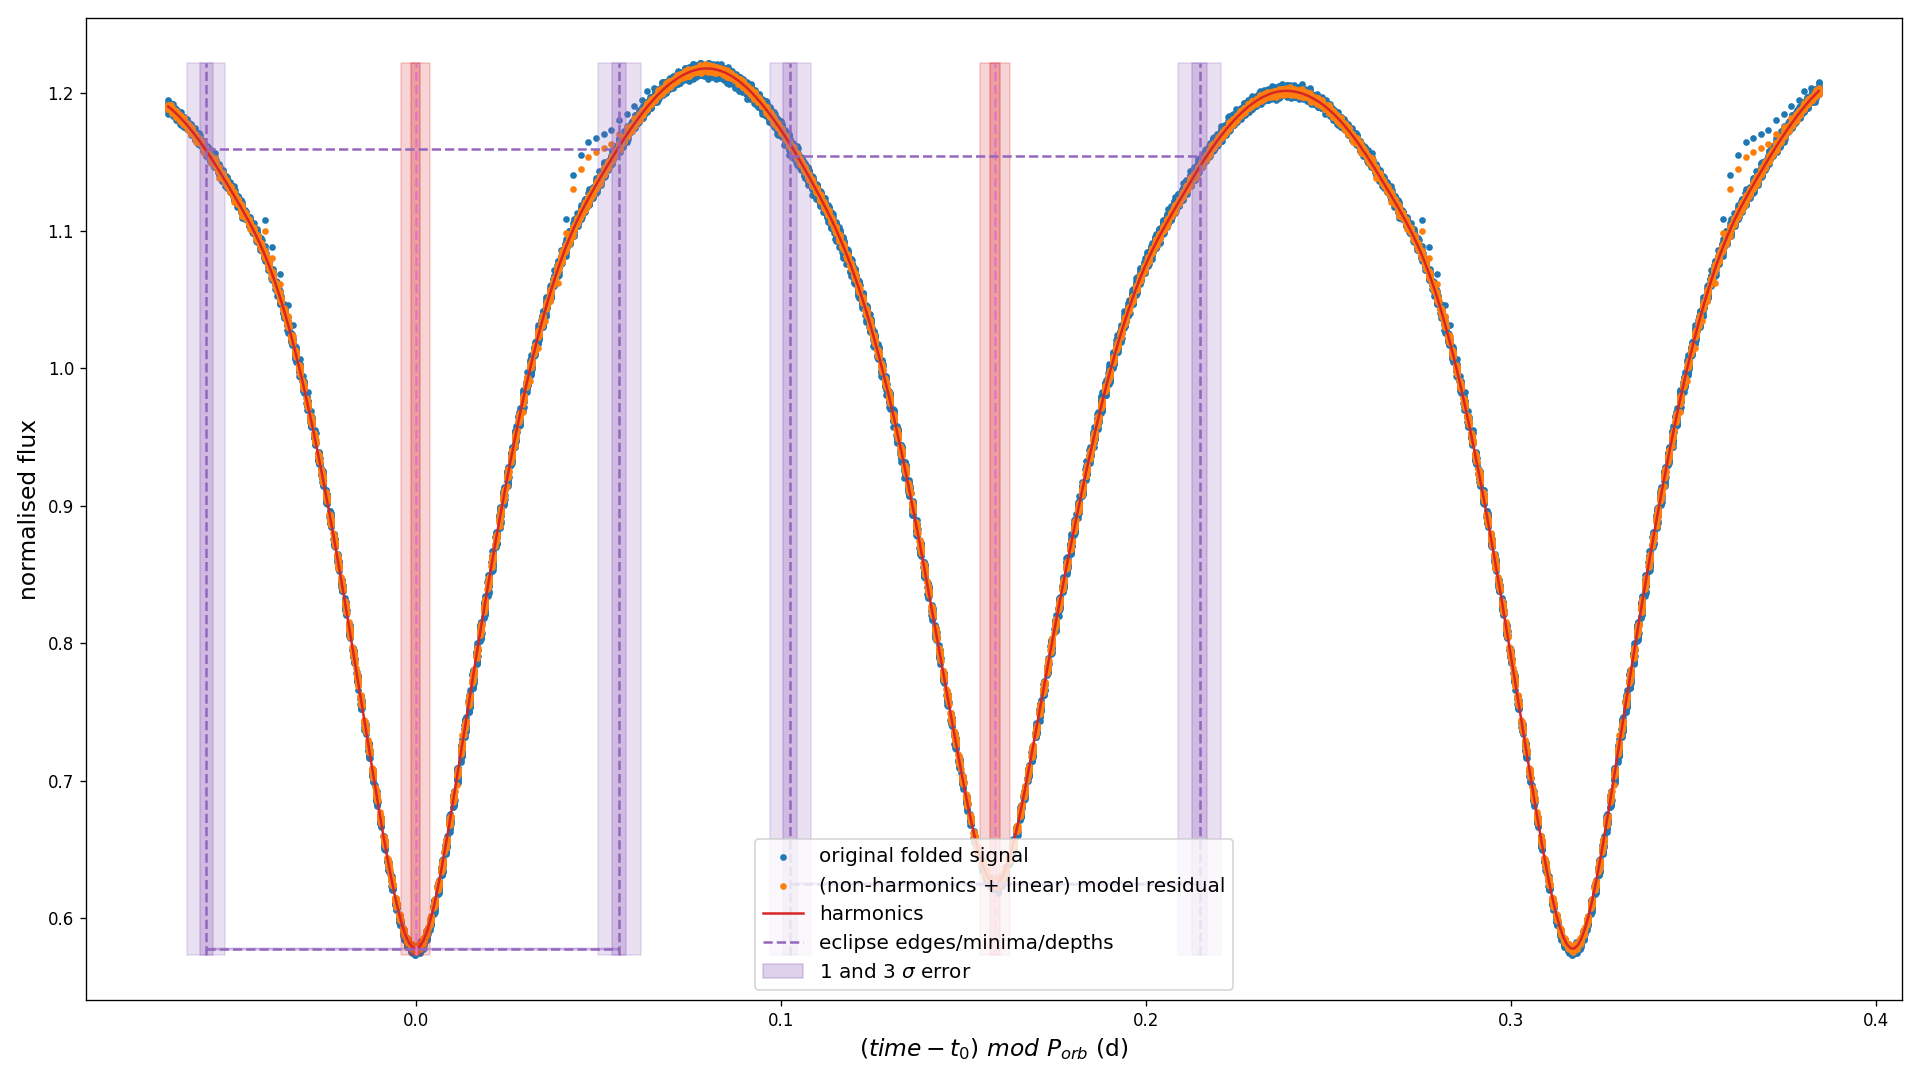 1.2
1.1
1.0
0.9
0.8
0.7
0.6
normalised flux
original folded signal
(non-harmonics + linear) model residual
harmonics
eclipse edges/minima/depths
1 and 3 σ error
0.0 0.1 0.2 0.3 0.4
(time − t₀) mod Pₒᵣb (d)